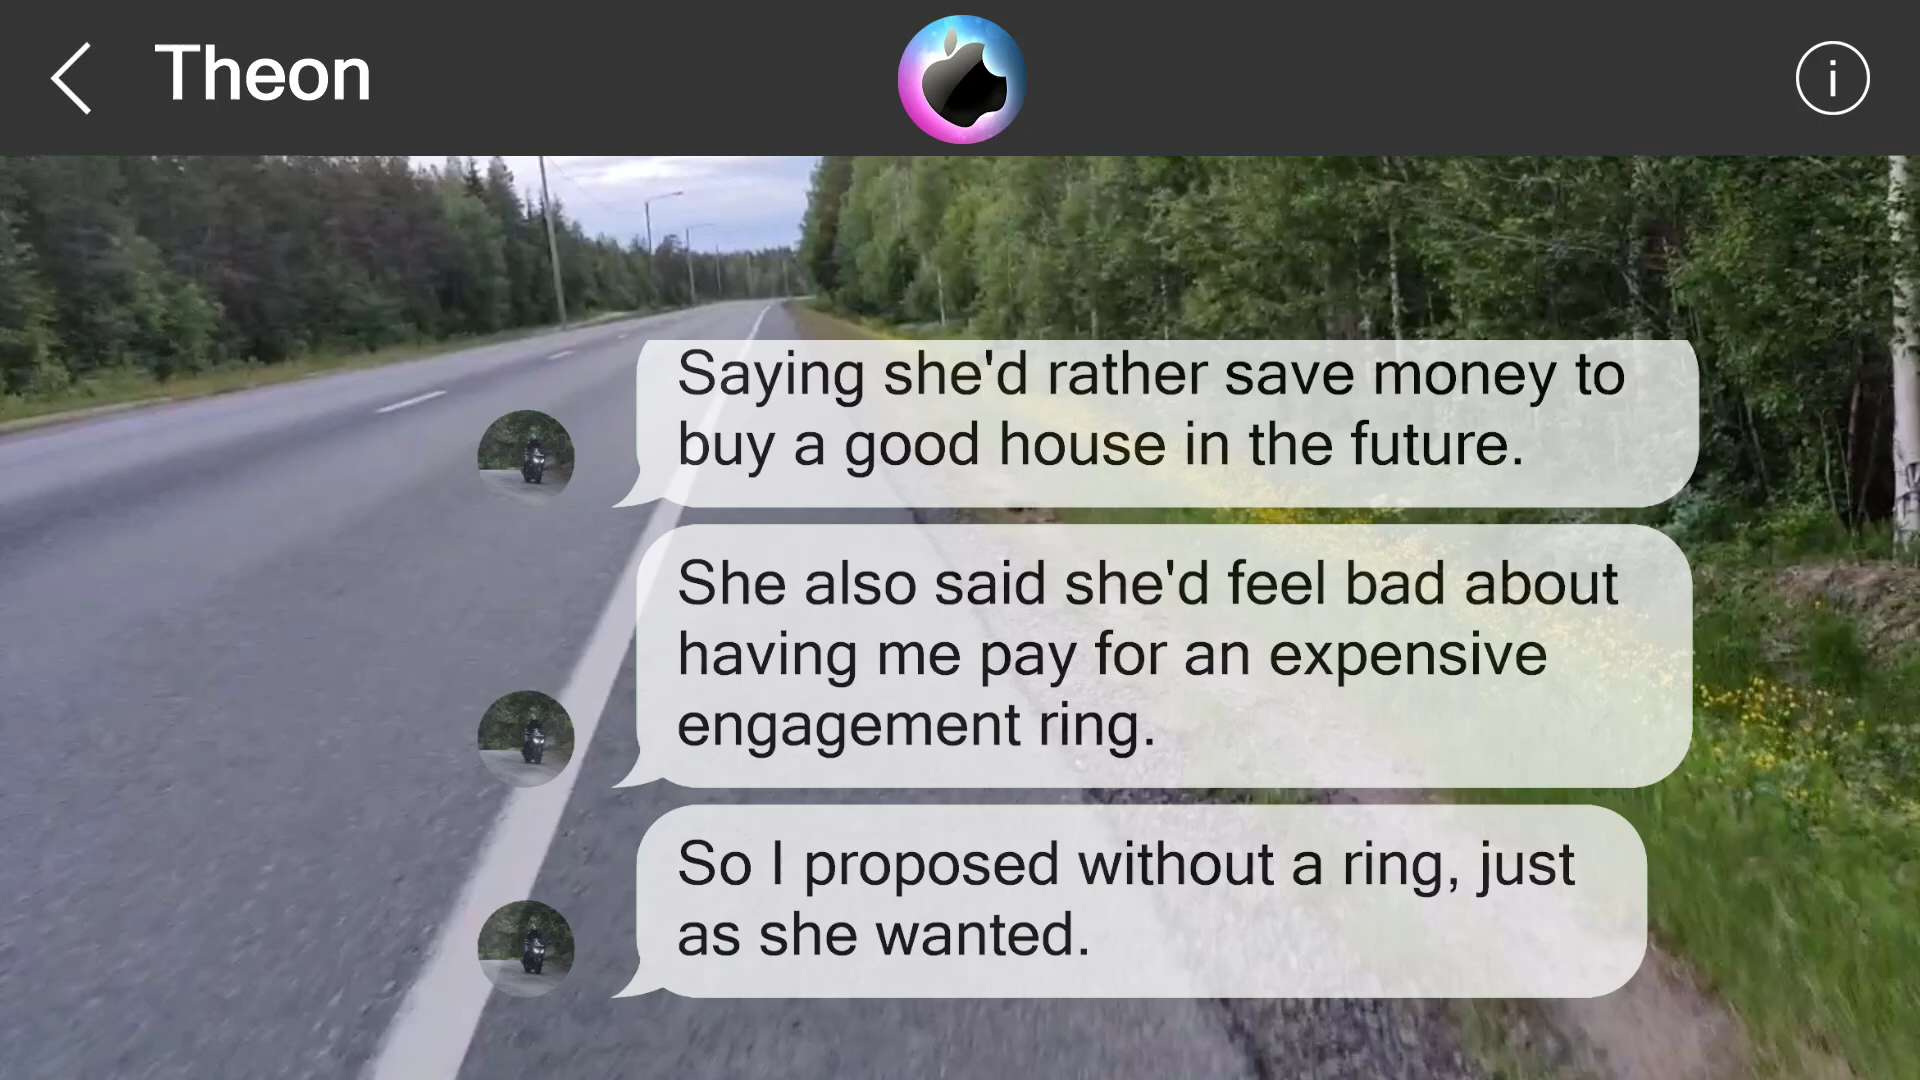 Theon
i
Saying she'd rather save money to
buy a good house in the future.
She also said she'd feel bad about
having me pay for an expensive
engagement ring.
So I proposed without a ring, just
as she wanted.